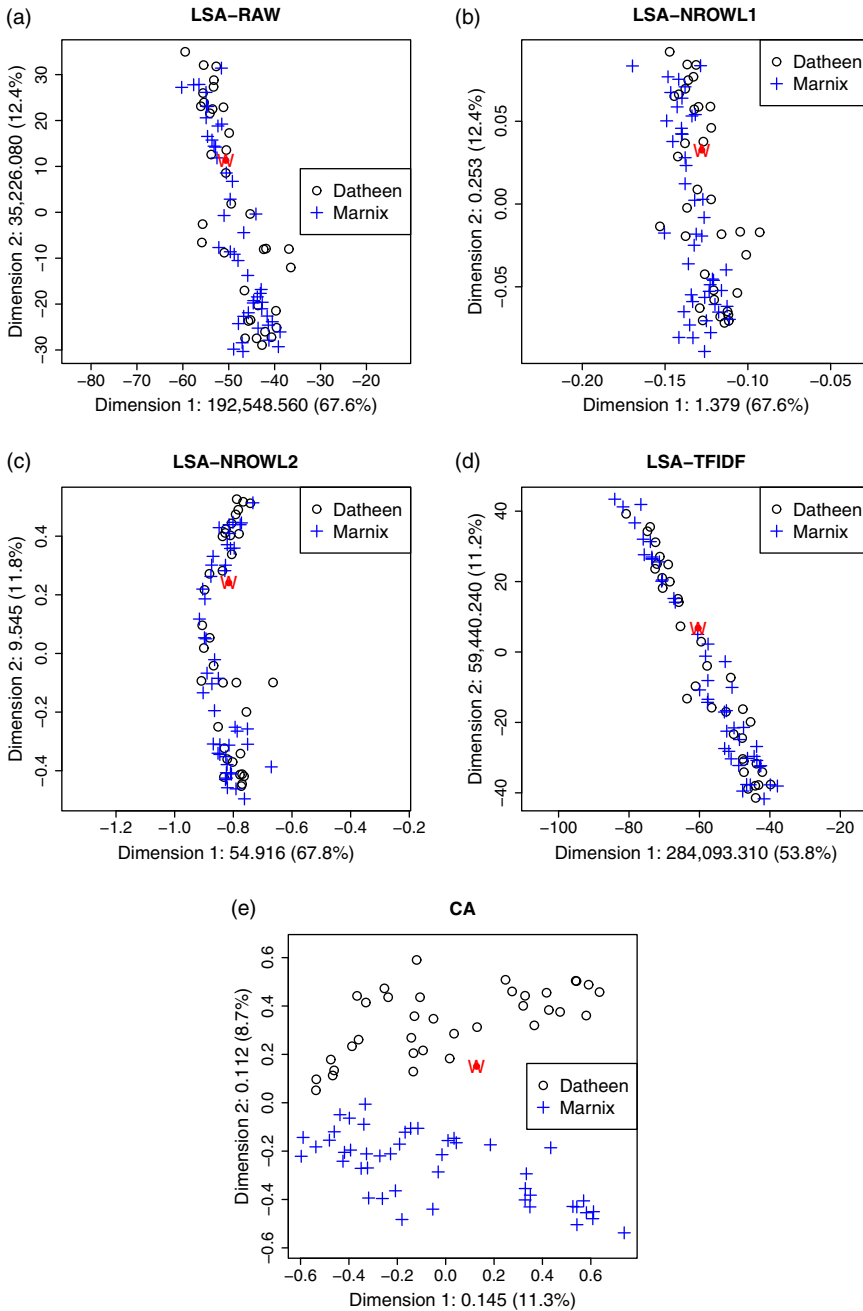 (a)
LSA−RAW
Dimension 2: 35,226.080 (12.4%)
30
20
10
0
−10
−20
−30
W
Datheen
Marnix
−80 −70 −60 −50 −40 −30 −20
Dimension 1: 192,548.560 (67.6%)
(b)
LSA−NROWL1
Dimension 2: 0.253 (12.4%)
0.05
0.00
−0.05
W
Datheen
Marnix
−0.20 −0.15 −0.10 −0.05
Dimension 1: 1.379 (67.6%)
(c)
LSA−NROWL2
Dimension 2: 9.545 (11.8%)
0.4
0.2
0.0
−0.2
−0.4
W
Datheen
Marnix
−1.2 −1.0 −0.8 −0.6 −0.4 −0.2
Dimension 1: 54.916 (67.8%)
(d)
LSA−TFIDF
Dimension 2: 59,440.240 (11.2%)
40
20
0
−20
−40
W
Datheen
Marnix
−100 −80 −60 −40 −20
Dimension 1: 284,093.310 (53.8%)
(e)
CA
Dimension 2: 0.112 (8.7%)
0.6
0.4
0.2
0.0
−0.2
−0.4
−0.6
W
Datheen
Marnix
−0.6 −0.4 −0.2 0.0 0.2 0.4 0.6
Dimension 1: 0.145 (11.3%)